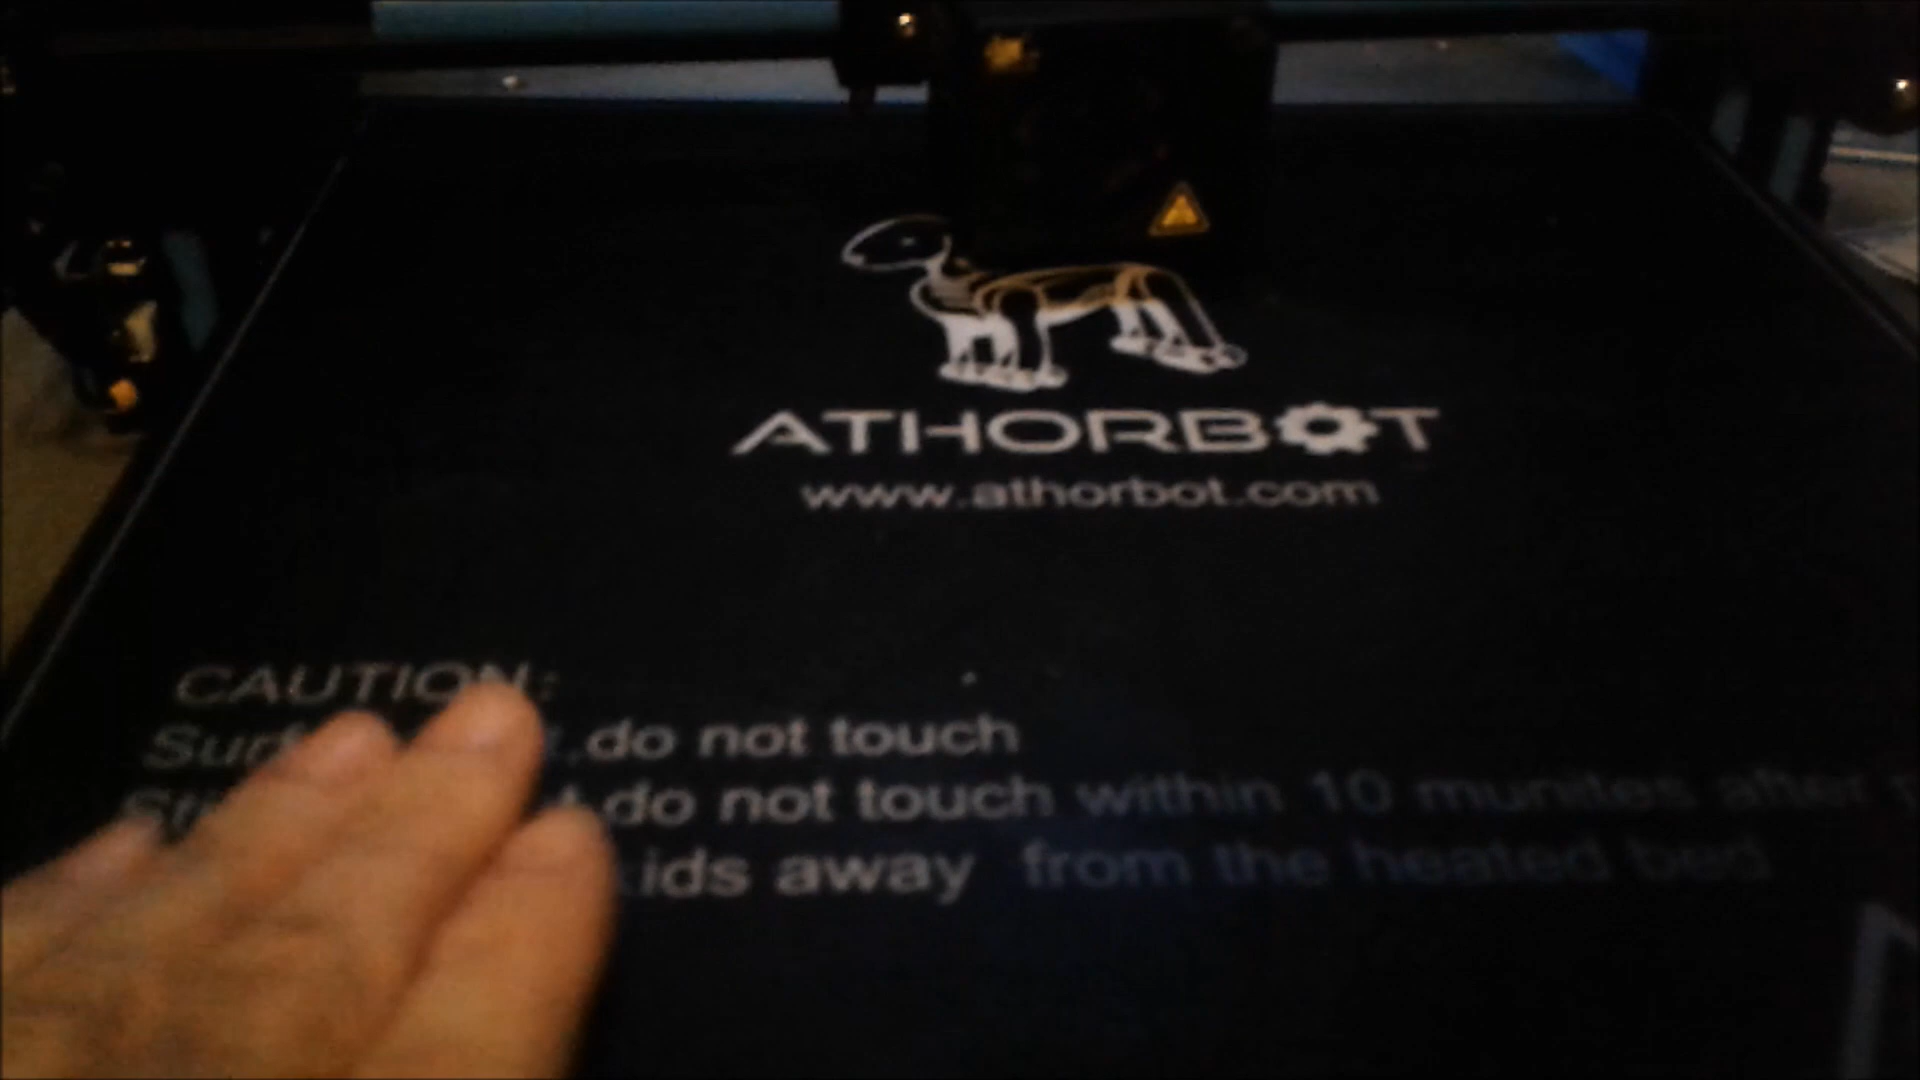 ATHORBOT
www.athorbot.com
CAUTION:
do not touch
do not touch within 10 munites after
away from the heated bed